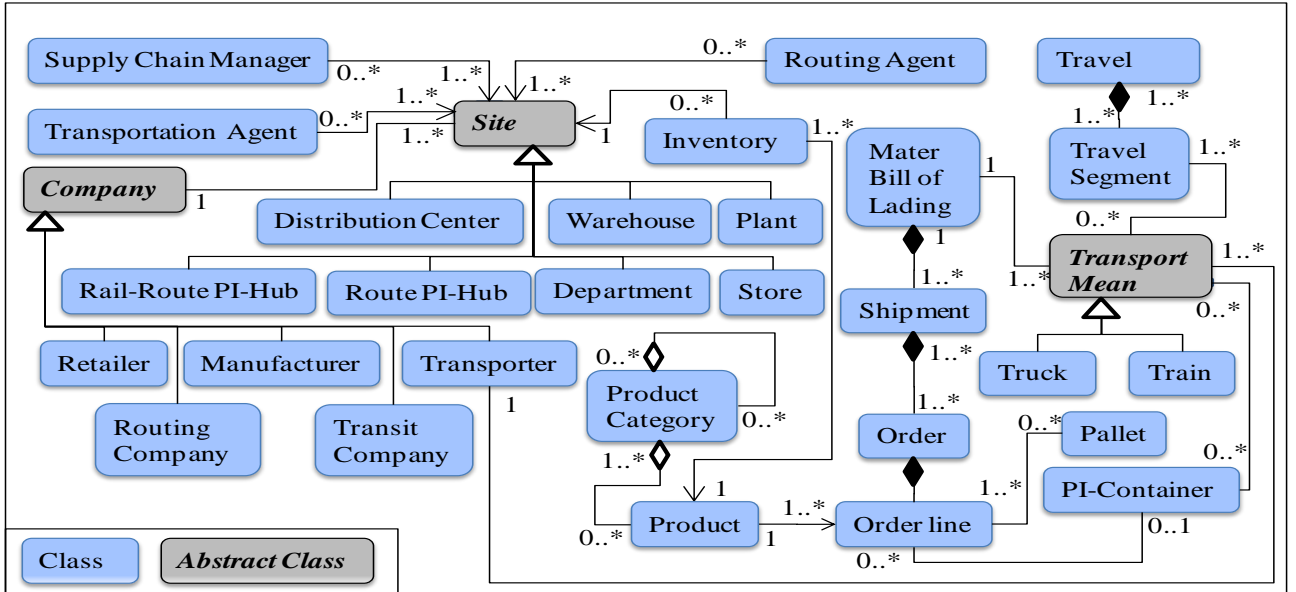 Supply Chain Manager
0..*
1..*
1..*
0..*
Routing Agent
Travel
1..*
Transportation Agent
0..*
1..*
1..*
Site
1
0..*
Inventory
1..*
Mater
Bill of
Lading
1
1..*
Travel
Segment
1..*
Company
1
Distribution Center
Warehouse
Plant
1
0..*
Transport
Mean
1..*
1..*
0..*
Rail-Route PI-Hub
Route PI-Hub
Department
Store
1..*
Shipment
1..*
Retailer
Manufacturer
Transporter
1
0..*
Product
Category
0..*
1..*
Truck
Train
Routing
Company
Transit
Company
1..*
Order
0..*
Pallet
0..*
PI-Container
0..1
0..*
Product
1
1
1..*
Order line
1..*
0..*
Class
Abstract Class